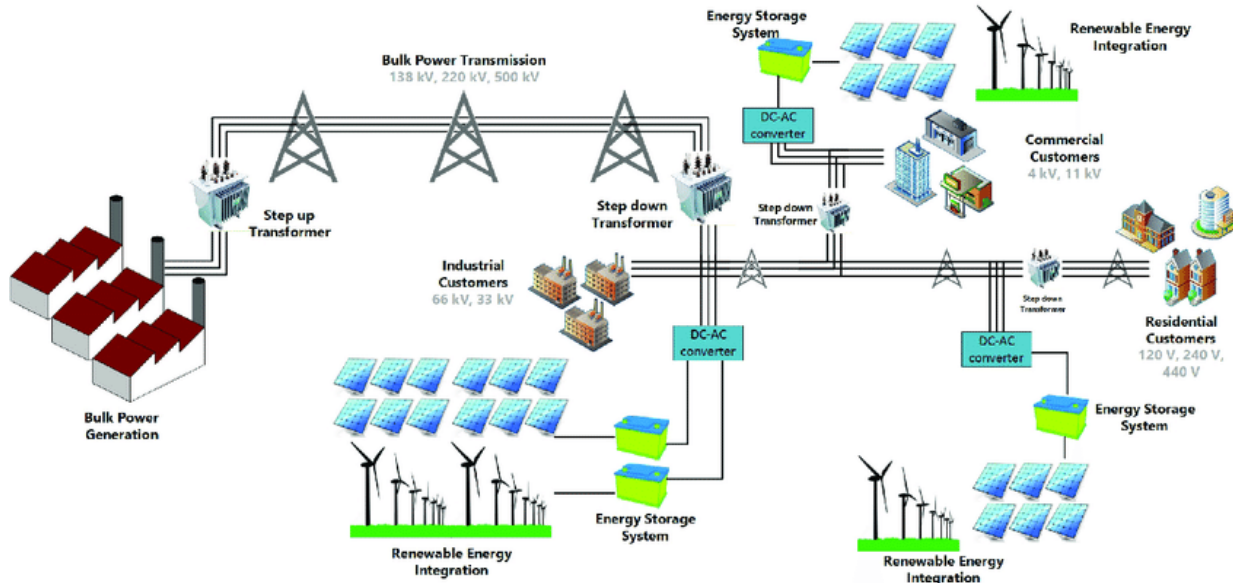 Energy Storage
System
Renewable Energy
Integration
Bulk Power Transmission
138 kV, 220 kV, 500 kV
DC-AC
converter
Commercial
Customers
4 kV, 11 kV
Step up
Transformer
Step down
Transformer
Step down
Transformer
Industrial
Customers
66 kV, 33 kV
Step down
Transformer
Residential
Customers
120 V, 240 V,
440 V
DC-AC
converter
DC-AC
converter
Bulk Power
Generation
Energy Storage
System
Energy Storage
System
Renewable Energy
Integration
Renewable Energy
Integration